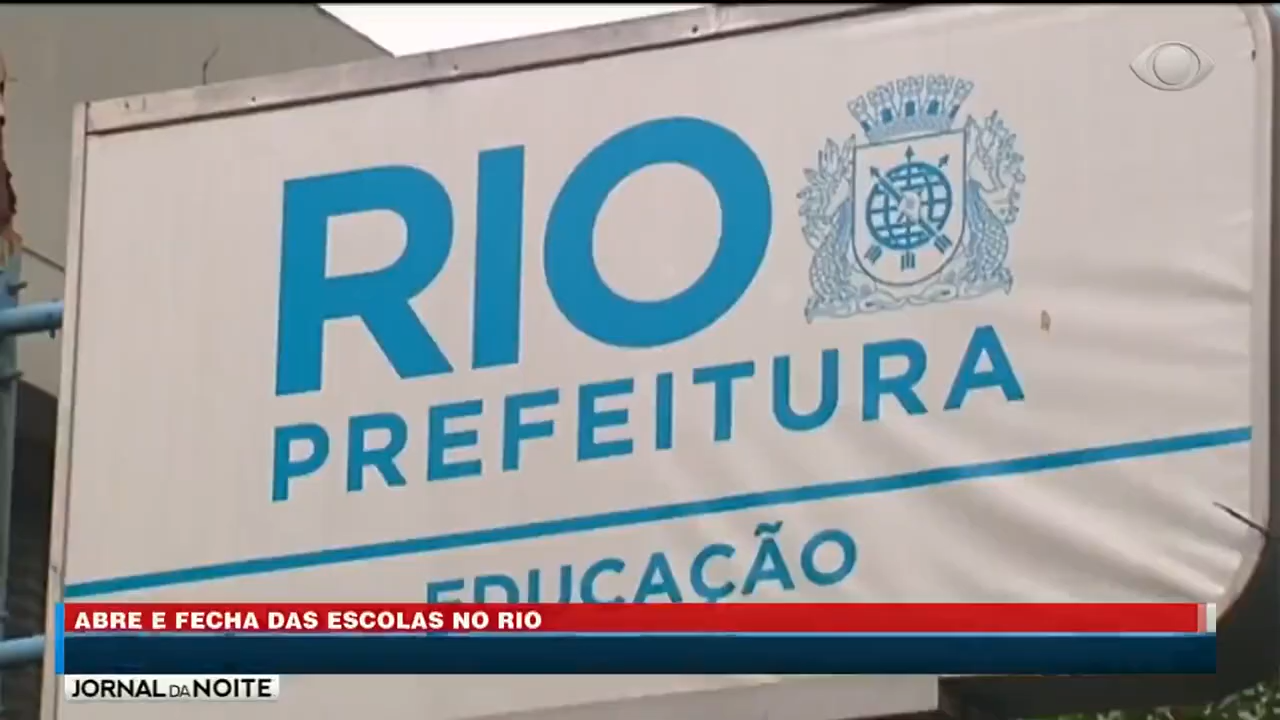 RIO
PREFEITURA
EDUCAÇÃO
ABRE E FECHA DAS ESCOLAS NO RIO
JORNAL DA NOITE